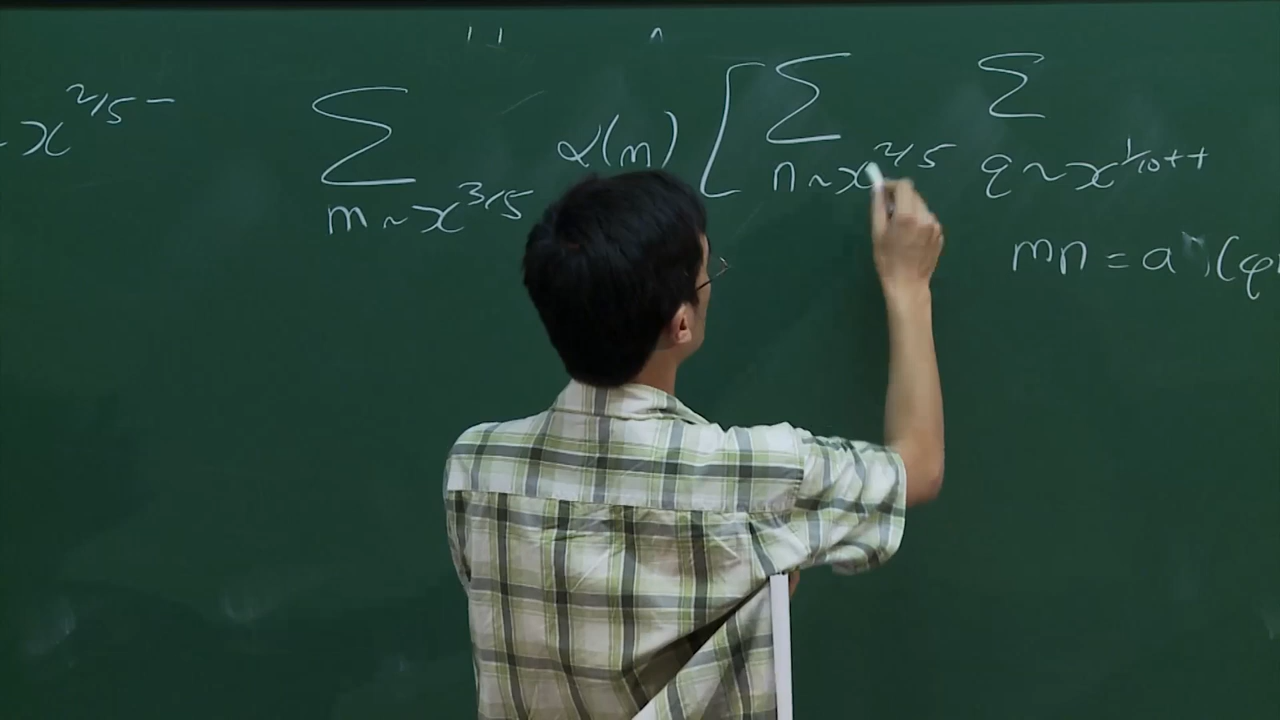 x^{2/5-}
∑_{m∼x^{3/5}} α(m) [ ∑_{n∼x^{2/5}} ∑_{q∼x^{1/10++}}
mn = a (q